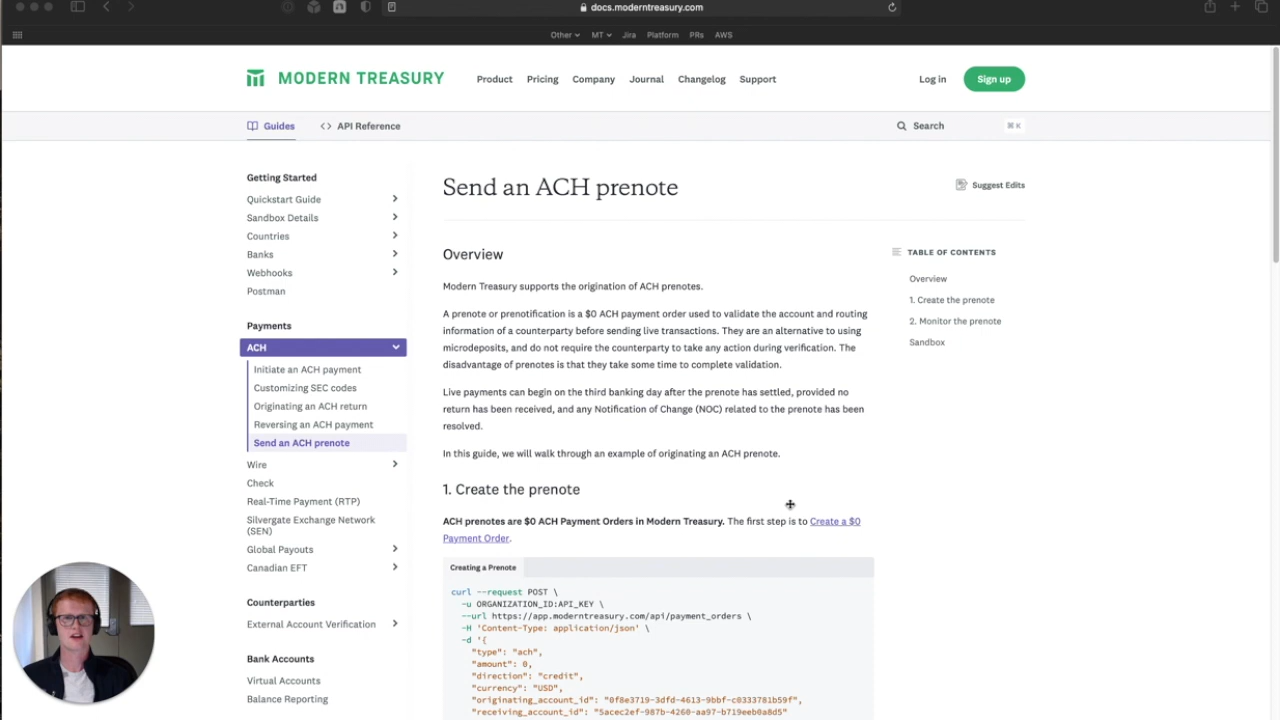 docs.moderntreasury.com
Other MT Jira Platform PRs AWS
MODERN TREASURY
Product Pricing Company Journal Changelog Support
Log in Sign up
Guides <> API Reference
Search ⌘ K
Getting Started
Quickstart Guide
Sandbox Details
Countries
Banks
Webhooks
Postman
Payments
ACH
Initiate an ACH payment
Customizing SEC codes
Originating an ACH return
Reversing an ACH payment
Send an ACH prenote
Wire
Check
Real-Time Payment (RTP)
Silvergate Exchange Network
(SEN)
Global Payouts
Canadian EFT
Counterparties
External Account Verification
Bank Accounts
Virtual Accounts
Balance Reporting
Send an ACH prenote
Suggest Edits
Overview
Modern Treasury supports the origination of ACH prenotes.
A prenote or prenotification is a $0 ACH payment order used to validate the account and routing
information of a counterparty before sending live transactions. They are an alternative to using
microdeposits, and do not require the counterparty to take any action during verification. The
disadvantage of prenotes is that they take some time to complete validation.
Live payments can begin on the third banking day after the prenote has settled, provided no
return has been received, and any Notification of Change (NOC) related to the prenote has been
resolved.
In this guide, we will walk through an example of originating an ACH prenote.
1. Create the prenote
ACH prenotes are $0 ACH Payment Orders in Modern Treasury. The first step is to Create a $0
Payment Order.
Creating a Prenote
curl --request POST \
-u ORGANIZATION_ID:API_KEY \
--url https://app.moderntreasury.com/api/payment_orders \
-H 'Content-Type: application/json' \
-d '{
"type": "ach",
"amount": 0,
"direction": "credit",
"currency": "USD",
"originating_account_id": "0f8e3719-3dfd-4613-9bbf-c0333781b59f",
"receiving_account_id": "5acec2ef-987b-4260-aa97-b719eeb0a8d5"
TABLE OF CONTENTS
Overview
1. Create the prenote
2. Monitor the prenote
Sandbox